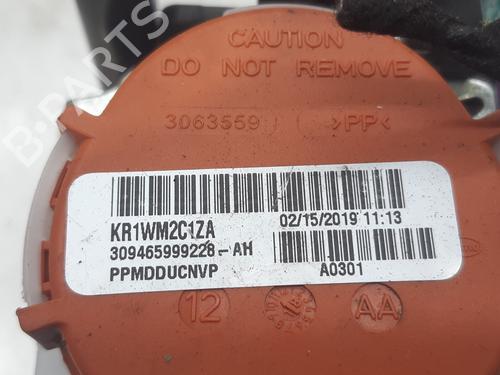 CAUTION
DO NOT REMOVE
3063559
>PP<
KR1WM2C1ZA
02/15/2019 11:13
309465999228-AH
PPMDDUCNVP
A0301
12
AA
B-PARTS